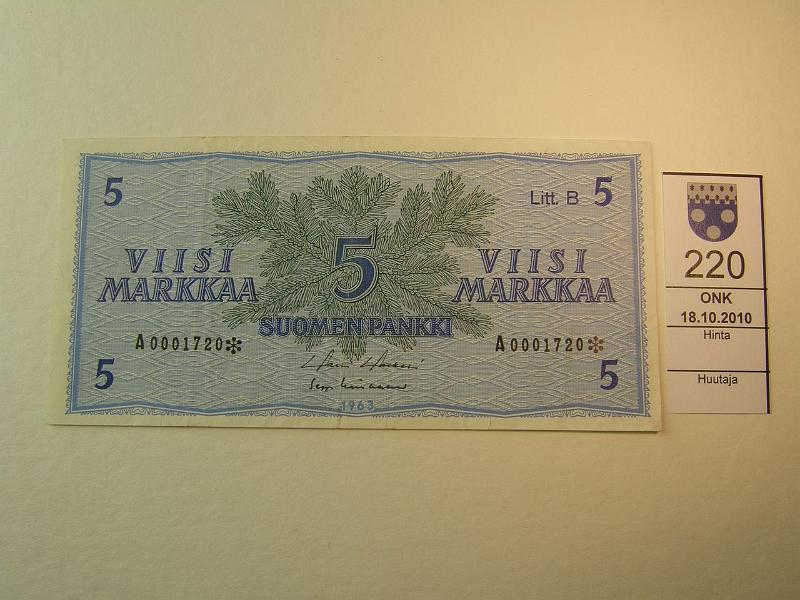 5 Litt. B 5
VIISI 5 VIISI
MARKKAA MARKKAA
SUOMEN PANKKI
A0001720* A0001720*
5 5
1963
220
ONK
18.10.2010
Hinta
Huutaja